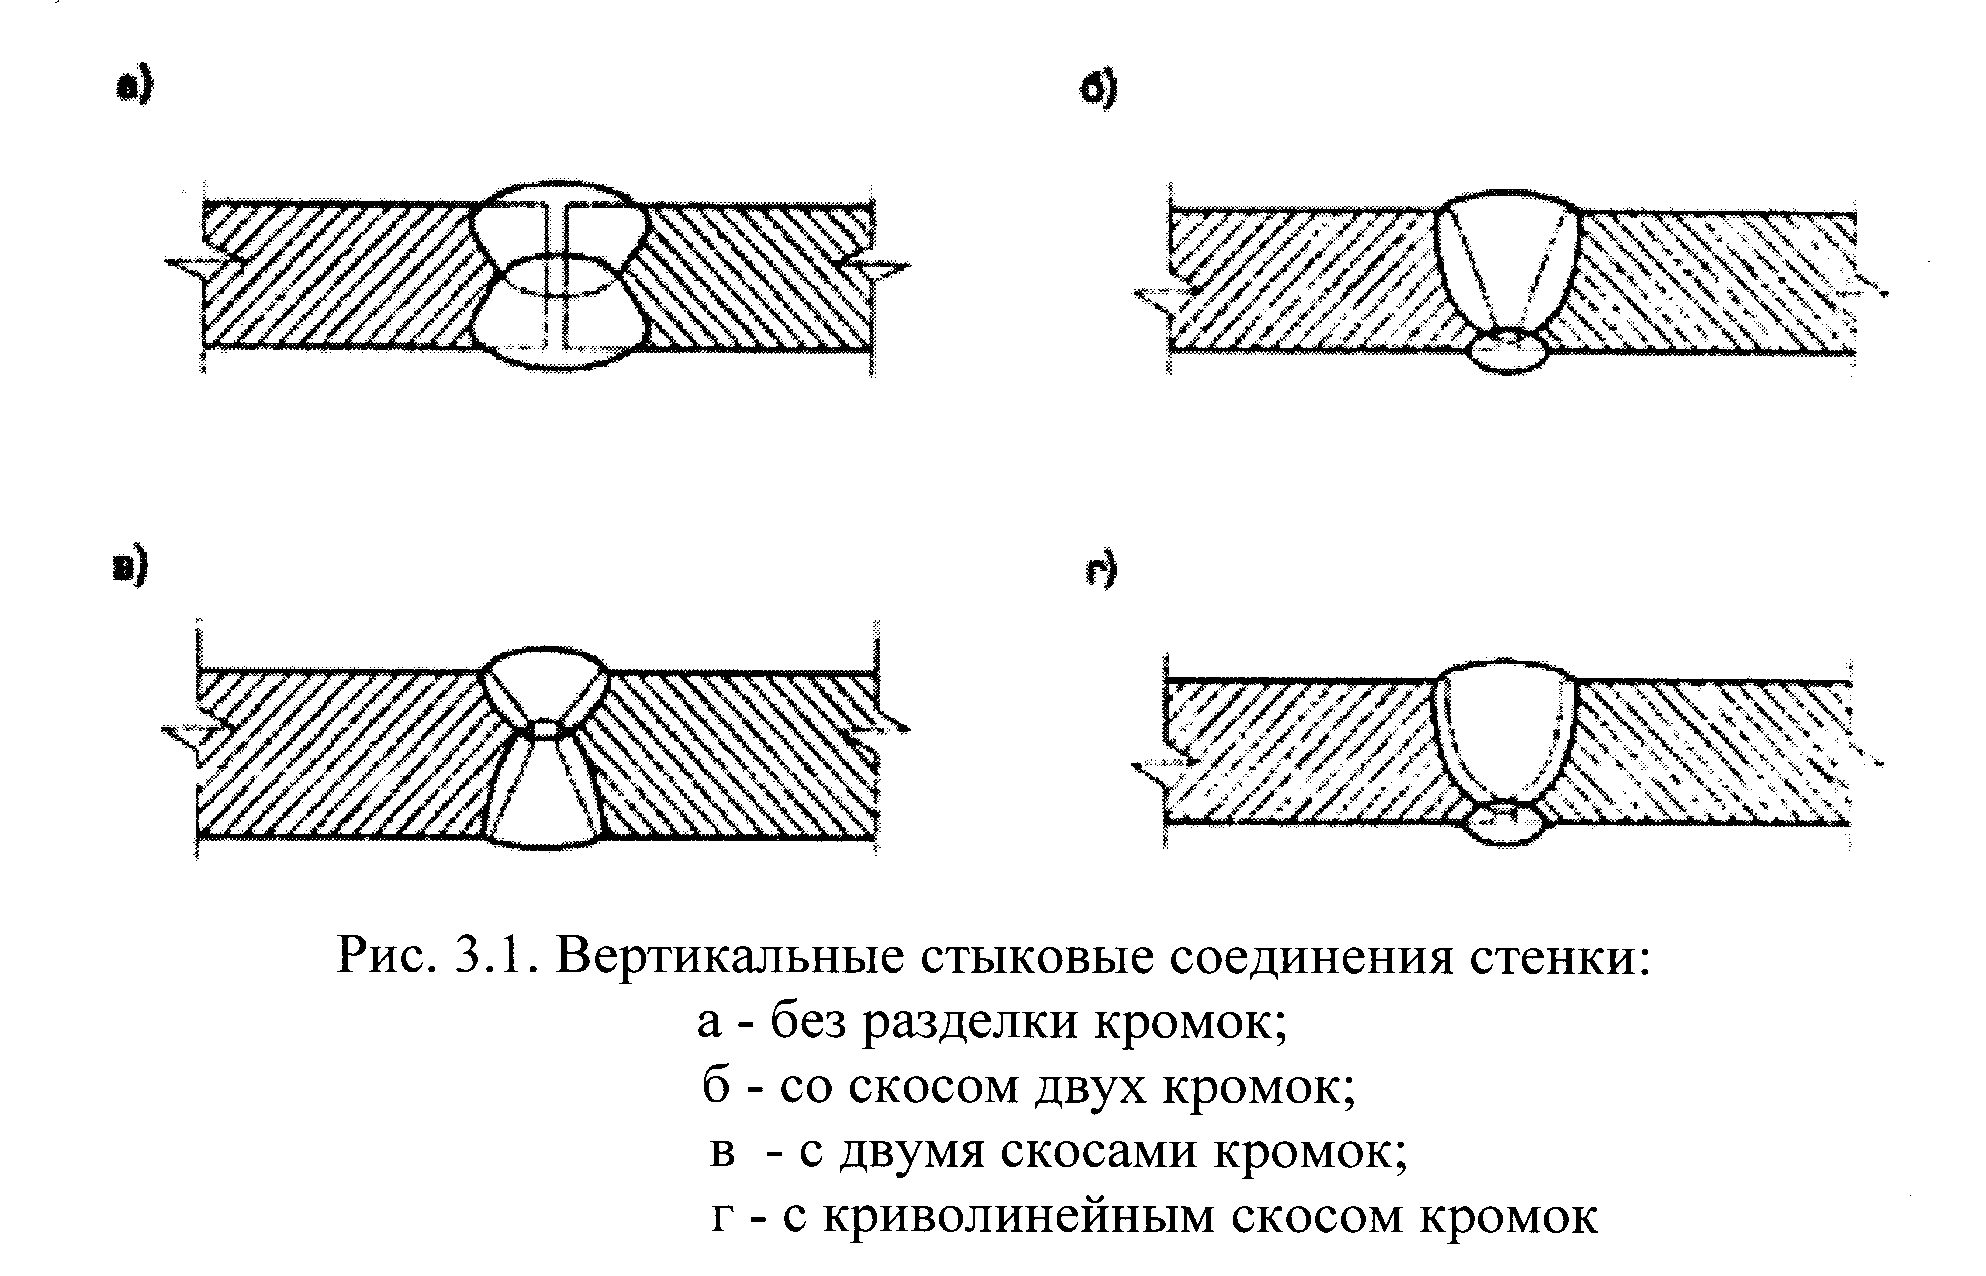 а)
б)
в)
г)
Рис. 3.1. Вертикальные стыковые соединения стенки:
а - без разделки кромок;
б - со скосом двух кромок;
в - с двумя скосами кромок;
г - с криволинейным скосом кромок